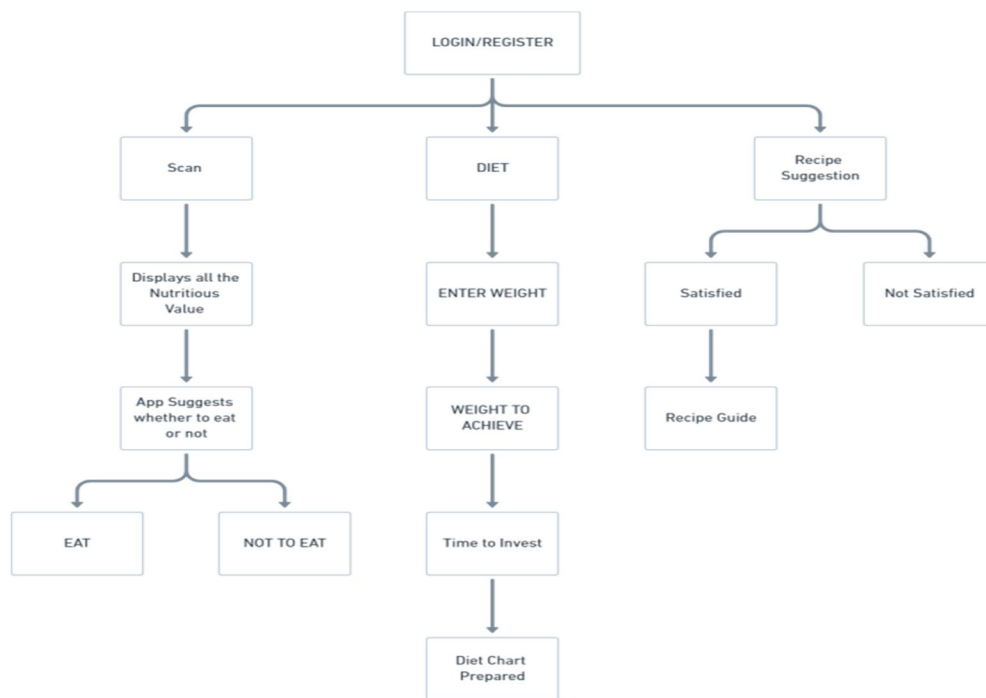 LOGIN/REGISTER
Scan
DIET
Recipe
Suggestion
Displays all the
Nutritious
Value
ENTER WEIGHT
Satisfied
Not Satisfied
App Suggests
whether to eat
or not
WEIGHT TO
ACHIEVE
Recipe Guide
EAT
NOT TO EAT
Time to Invest
Diet Chart
Prepared